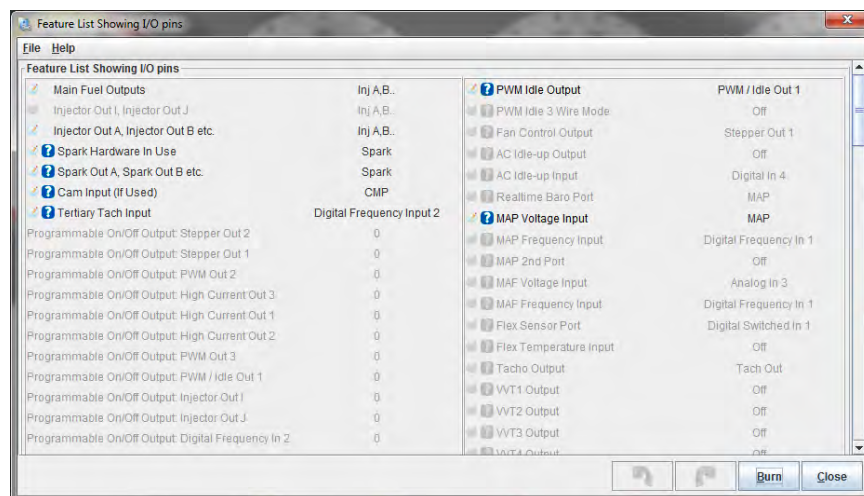 Feature List Showing I/O pins
File Help
Feature List Showing I/O pins
Main Fuel Outputs Inj A,B..
Injector Out I, Injector Out J Inj A,B..
Injector Out A, Injector Out B etc. Inj A,B..
Spark Hardware In Use Spark
Spark Out A, Spark Out B etc. Spark
Cam Input (If Used) CMP
Tertiary Tach Input Digital Frequency Input 2
Programmable On/Off Output: Stepper Out 2 0
Programmable On/Off Output: Stepper Out 1 0
Programmable On/Off Output: PWM Out 2 0
Programmable On/Off Output: High Current Out 3 0
Programmable On/Off Output: High Current Out 1 0
Programmable On/Off Output: High Current Out 2 0
Programmable On/Off Output: PWM Out 3 0
Programmable On/Off Output: PWM / Idle Out 1 0
Programmable On/Off Output: Injector Out I 0
Programmable On/Off Output: Injector Out J 0
Programmable On/Off Output: Digital Frequency In 2 0
PWM Idle Output PWM / Idle Out 1
PWM Idle 3 Wire Mode Off
Fan Control Output Stepper Out 1
AC Idle-up Output Off
AC Idle-up Input Digital In 4
Realtime Baro Port MAP
MAP Voltage Input MAP
MAP Frequency Input Digital Frequency In 1
MAP 2nd Port Off
MAF Voltage Input Analog In 3
MAF Frequency Input Digital Frequency In 1
Flex Sensor Port Digital Switched In 1
Flex Temperature Input Off
Tacho Output Tach Out
VVT1 Output Off
VVT2 Output Off
VVT3 Output Off
VVT4 Output Off
Burn Close